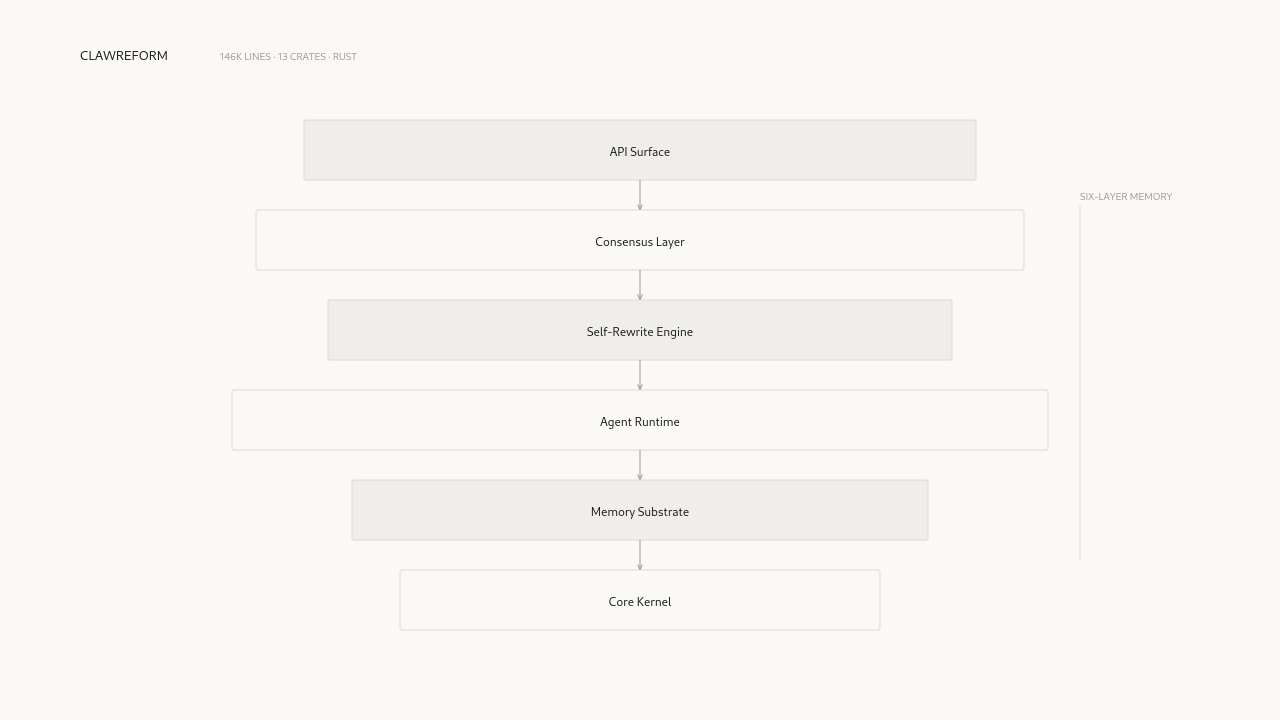 CLAWREFORM
146K LINES · 13 CRATES · RUST
API Surface
SIX-LAYER MEMORY
Consensus Layer
Self-Rewrite Engine
Agent Runtime
Memory Substrate
Core Kernel